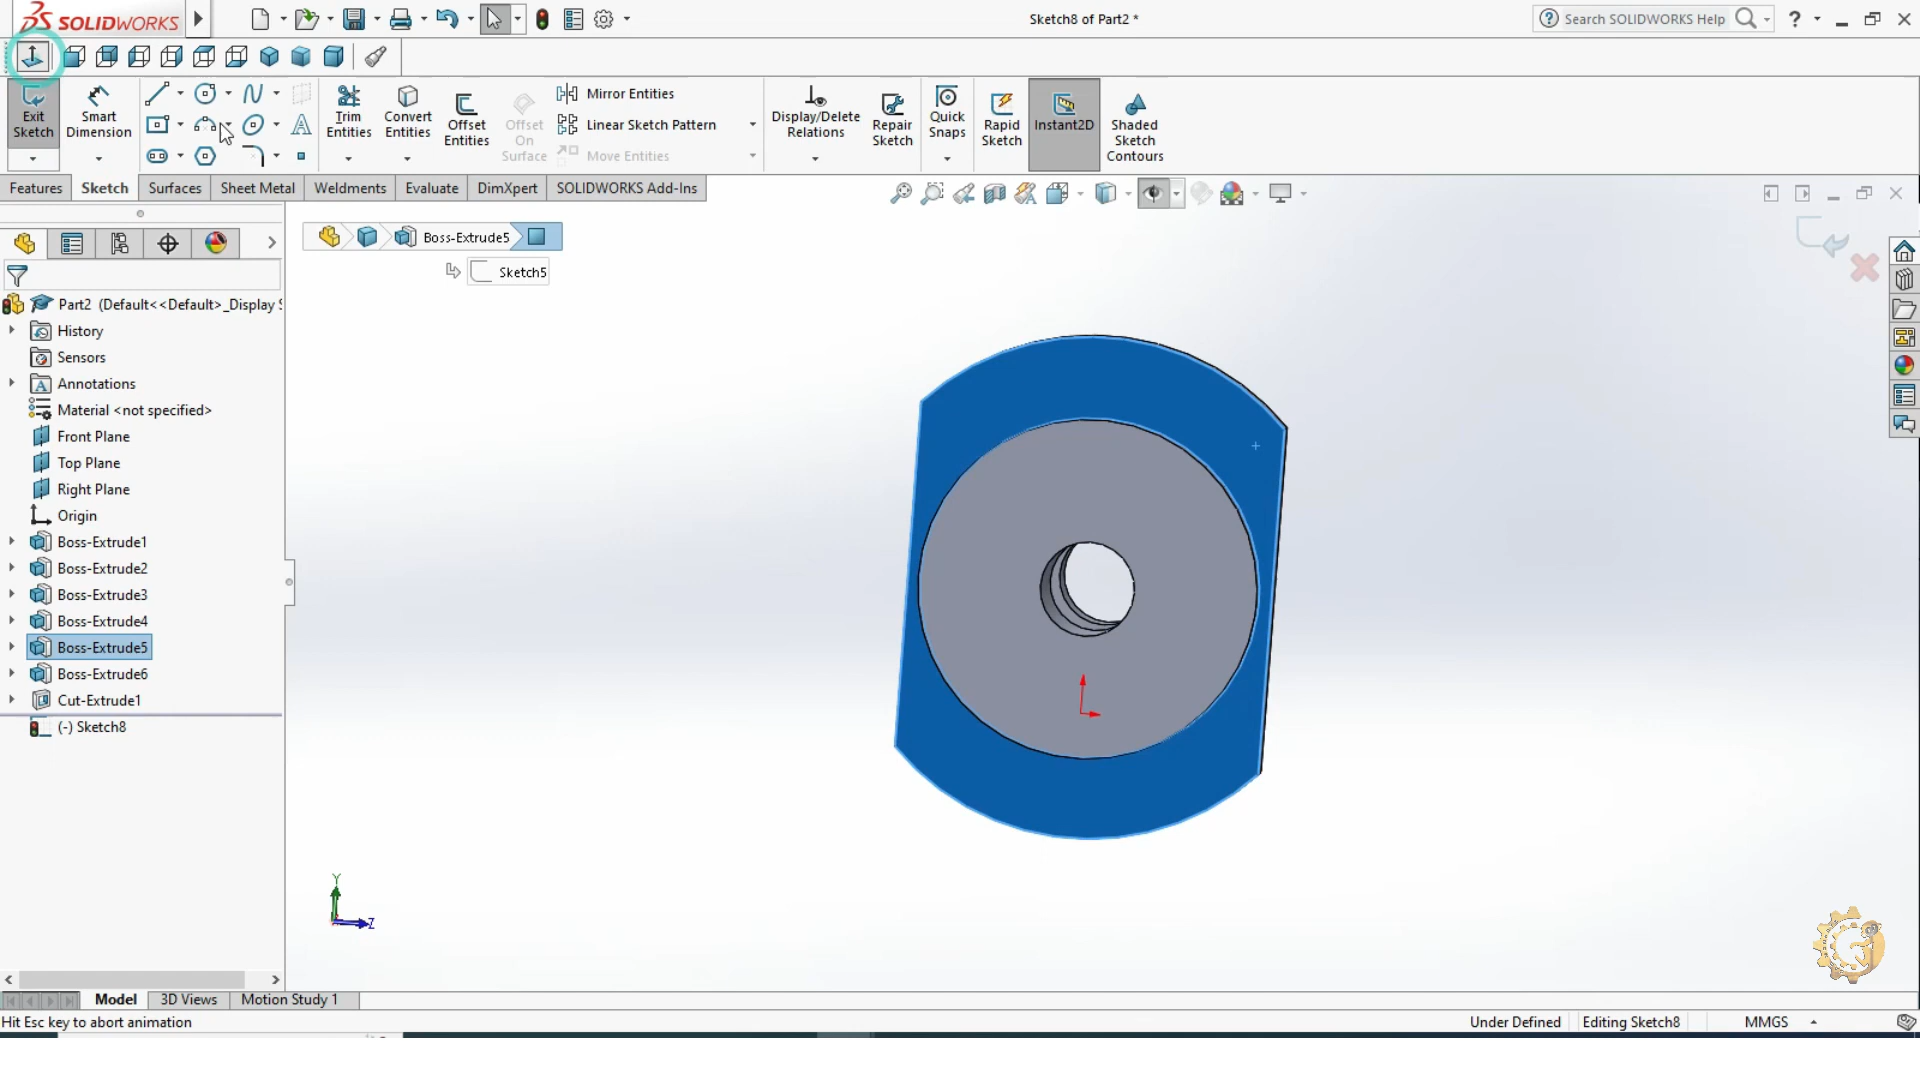 SOLIDWORKS
Sketch8 of Part2 *
Search SOLIDWORKS Help
?
Exit Sketch
Smart Dimension
Trim Entities
Convert Entities
Offset Entities
Offset On Surface
Mirror Entities
Linear Sketch Pattern
Move Entities
Display/Delete Relations
Repair Sketch
Quick Snaps
Rapid Sketch
Instant2D
Shaded Sketch Contours
Features
Sketch
Surfaces
Sheet Metal
Weldments
Evaluate
DimXpert
SOLIDWORKS Add-Ins
Boss-Extrude5
Sketch5
Part2 (Default<<Default>_Display S
History
Sensors
Annotations
Material <not specified>
Front Plane
Top Plane
Right Plane
Origin
Boss-Extrude1
Boss-Extrude2
Boss-Extrude3
Boss-Extrude4
Boss-Extrude5
Boss-Extrude6
Cut-Extrude1
(-) Sketch8
Y
Z
Model
3D Views
Motion Study 1
Hit Esc key to abort animation
Under Defined
Editing Sketch8
MMGS